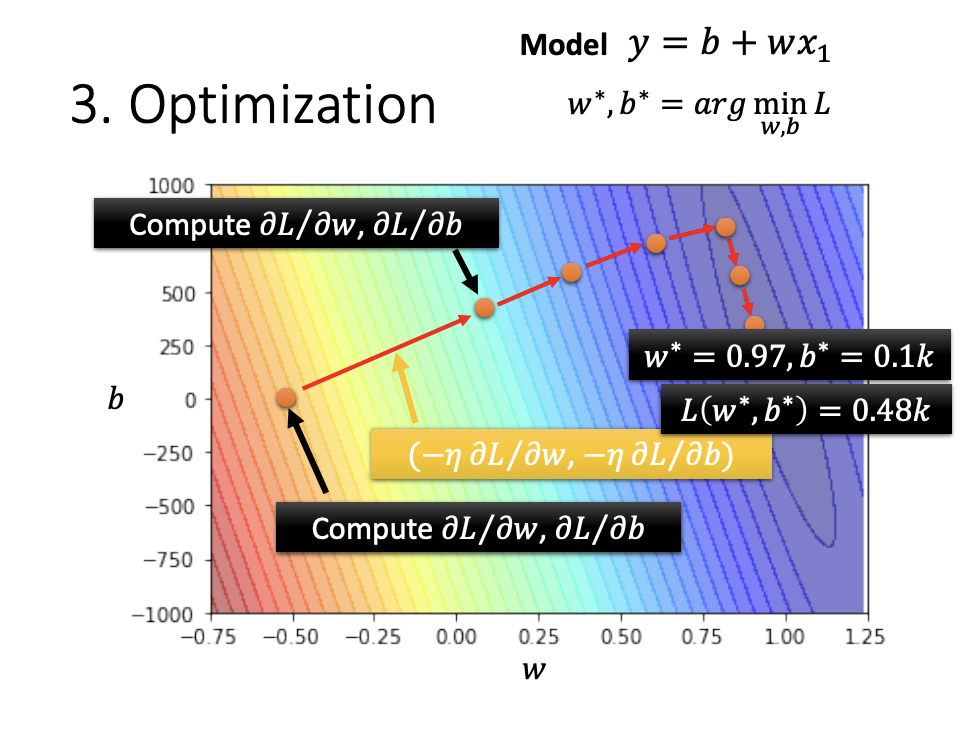 Model y = b + wx₁
3. Optimization
w*, b* = arg min L
w,b
1000
Compute ∂L/∂w, ∂L/∂b
500
250
w* = 0.97, b* = 0.1k
b
0
L(w*, b*) = 0.48k
−250
(−η ∂L/∂w, −η ∂L/∂b)
−500
Compute ∂L/∂w, ∂L/∂b
−750
−1000
−0.75 −0.50 −0.25 0.00 0.25 0.50 0.75 1.00 1.25
w